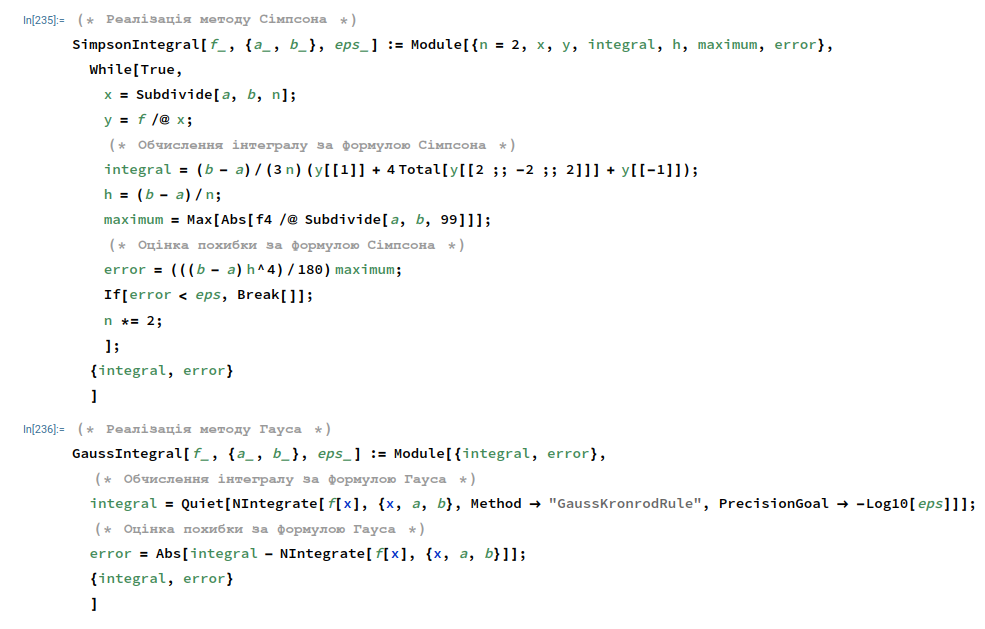 In[235]:= (* Реалізація методу Сімпсона *)
SimpsonIntegral[f_, {a_, b_}, eps_] := Module[{n = 2, x, y, integral, h, maximum, error},
While[True,
x = Subdivide[a, b, n];
y = f /@ x;
(* Обчислення інтегралу за формулою Сімпсона *)
integral = (b - a)/(3 n) (y[[1]] + 4 Total[y[[2 ;; -2 ;; 2]]] + y[[-1]]);
h = (b - a)/n;
maximum = Max[Abs[f4 /@ Subdivide[a, b, 99]]];
(* Оцінка похибки за формулою Сімпсона *)
error = (((b - a) h^4)/180) maximum;
If[error < eps, Break[]];
n *= 2;
];
{integral, error}
]
In[236]:= (* Реалізація методу Гауса *)
GaussIntegral[f_, {a_, b_}, eps_] := Module[{integral, error},
(* Обчислення інтегралу за формулою Гауса *)
integral = Quiet[NIntegrate[f[x], {x, a, b}, Method → "GaussKronrodRule", PrecisionGoal → -Log10[eps]]];
(* Оцінка похибки за формулою Гауса *)
error = Abs[integral - NIntegrate[f[x], {x, a, b}]];
{integral, error}
]